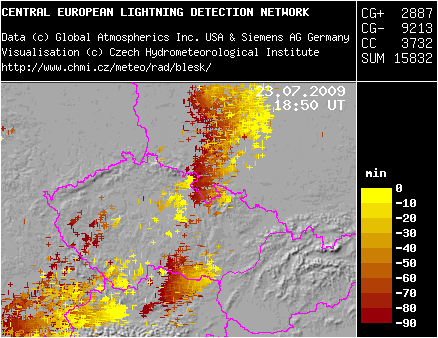 CENTRAL EUROPEAN LIGHTNING DETECTION NETWORK
Data (c) Global Atmospherics Inc. USA & Siemens AG Germany
Visualisation (c) Czech Hydrometeorological Institute
http://www.chmi.cz/meteo/rad/blesk/
CG+ 2887
CG- 9213
CC 3732
SUM 15832
23.07.2009
18:50 UT
min
0
-10
-20
-30
-40
-50
-60
-70
-80
-90